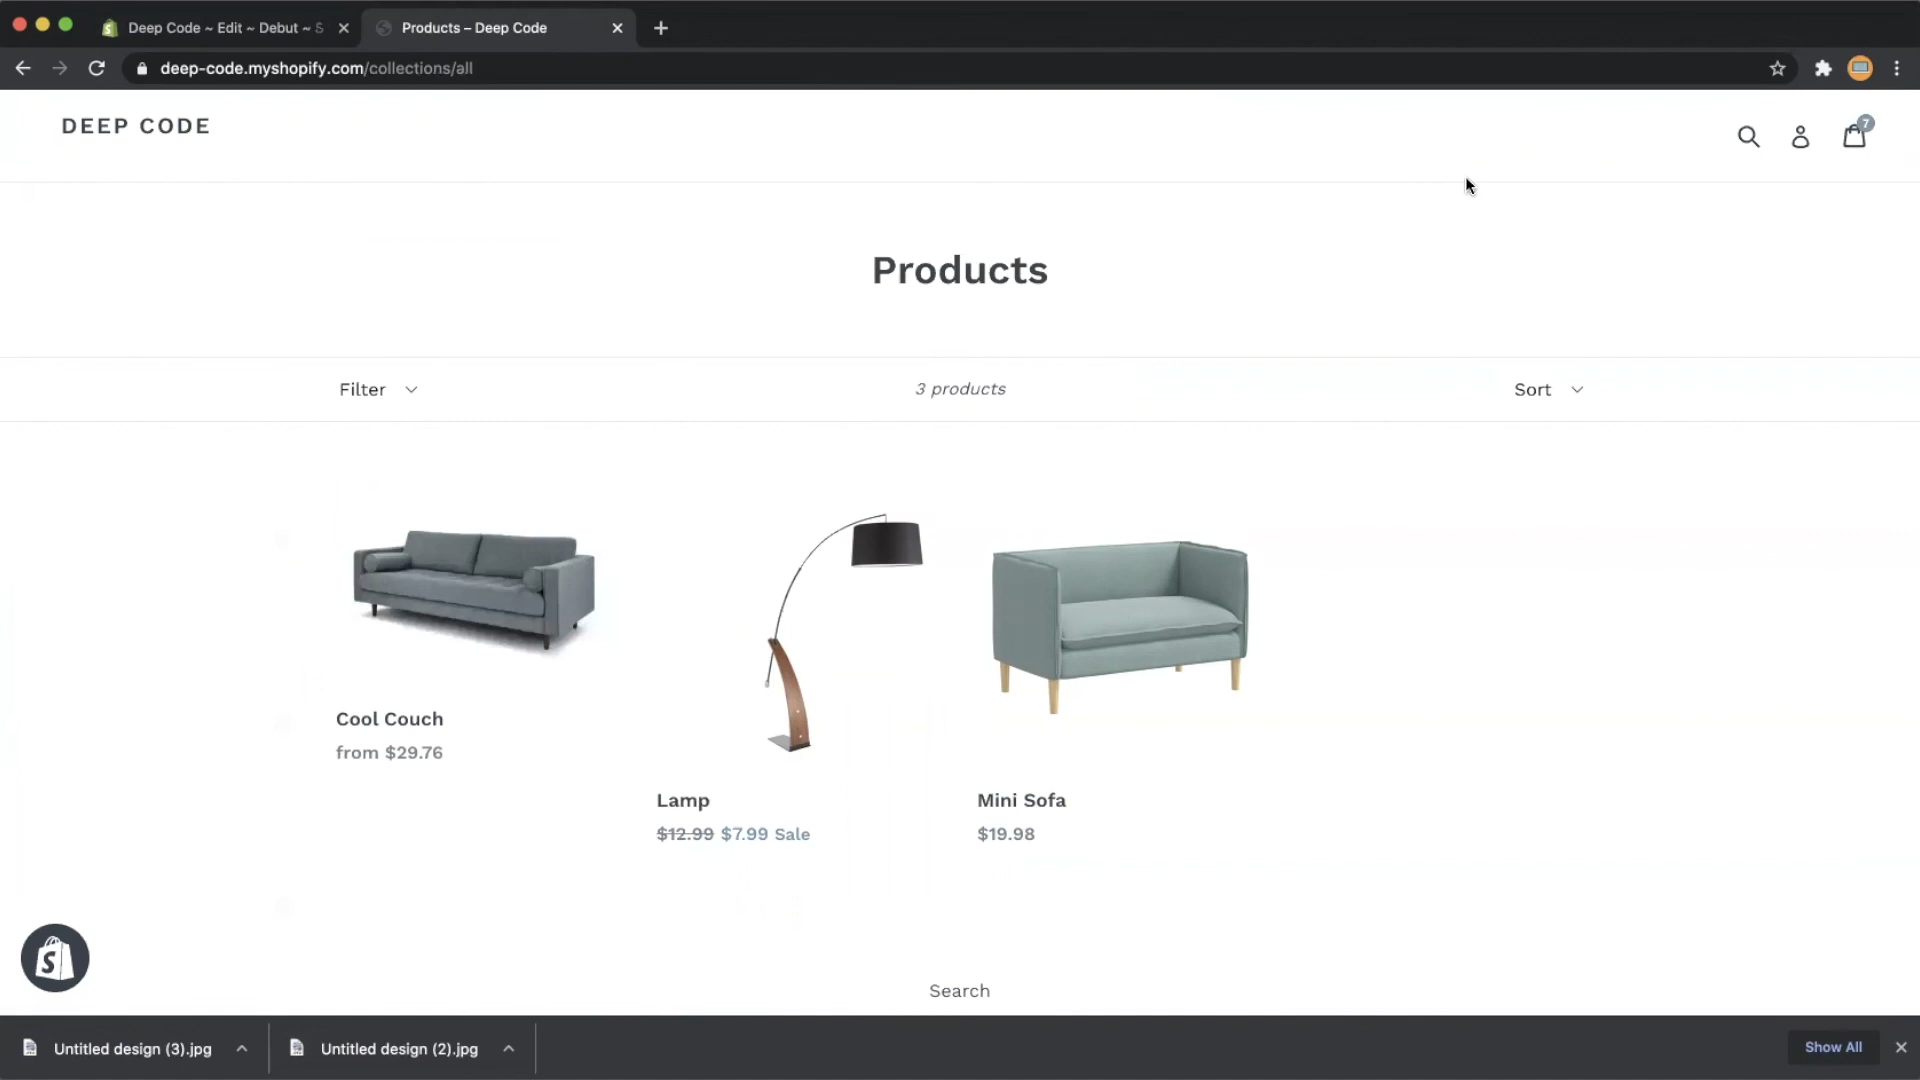 Deep Code ~ Edit ~ Debut ~ S
Products – Deep Code
deep-code.myshopify.com/collections/all
DEEP CODE
7
Products
Filter
3 products
Sort
Cool Couch
from $29.76
Lamp
$12.99 $7.99 Sale
Mini Sofa
$19.98
Search
Untitled design (3).jpg
Untitled design (2).jpg
Show All